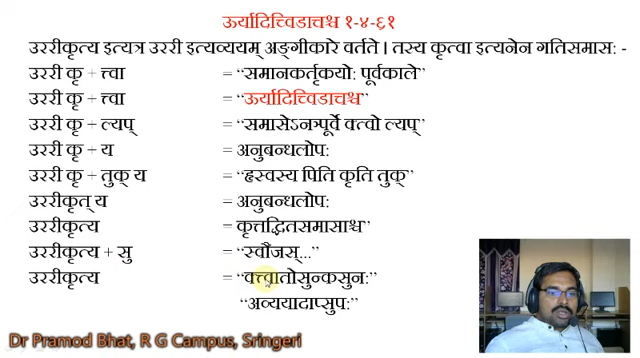 ऊर्यादिच्विडाचश्च १-४-६१
उररीकृत्य इत्यत्र उररी इत्यव्ययम् अङ्गीकारे वर्तते । तस्य कृत्वा इत्यनेन गतिसमास: -
उररी कृ + त्त्वा = “समानकर्तृकयो: पूर्वकाले”
उररी कृ + त्त्वा = “ऊर्यादिच्विडाचश्च”
उररी कृ + ल्यप् = “समासेऽनञ्पूर्वे क्त्वो ल्यप्”
उररी कृ + य = अनुबन्धलोप:
उररी कृ + तुक् य = “हृस्वस्य पिति कृति तुक्”
उररीकृत् य = अनुबन्धलोप:
उररीकृत्य = कृत्तद्धितसमासाश्च”
उररीकृत्य + सु = “स्वौजस्...”
उररीकृत्य = “क्त्त्वातोसुन्कसुन:”
“अव्ययादाप्सुप:”
Dr Pramod Bhat, R G Campus, Sringeri